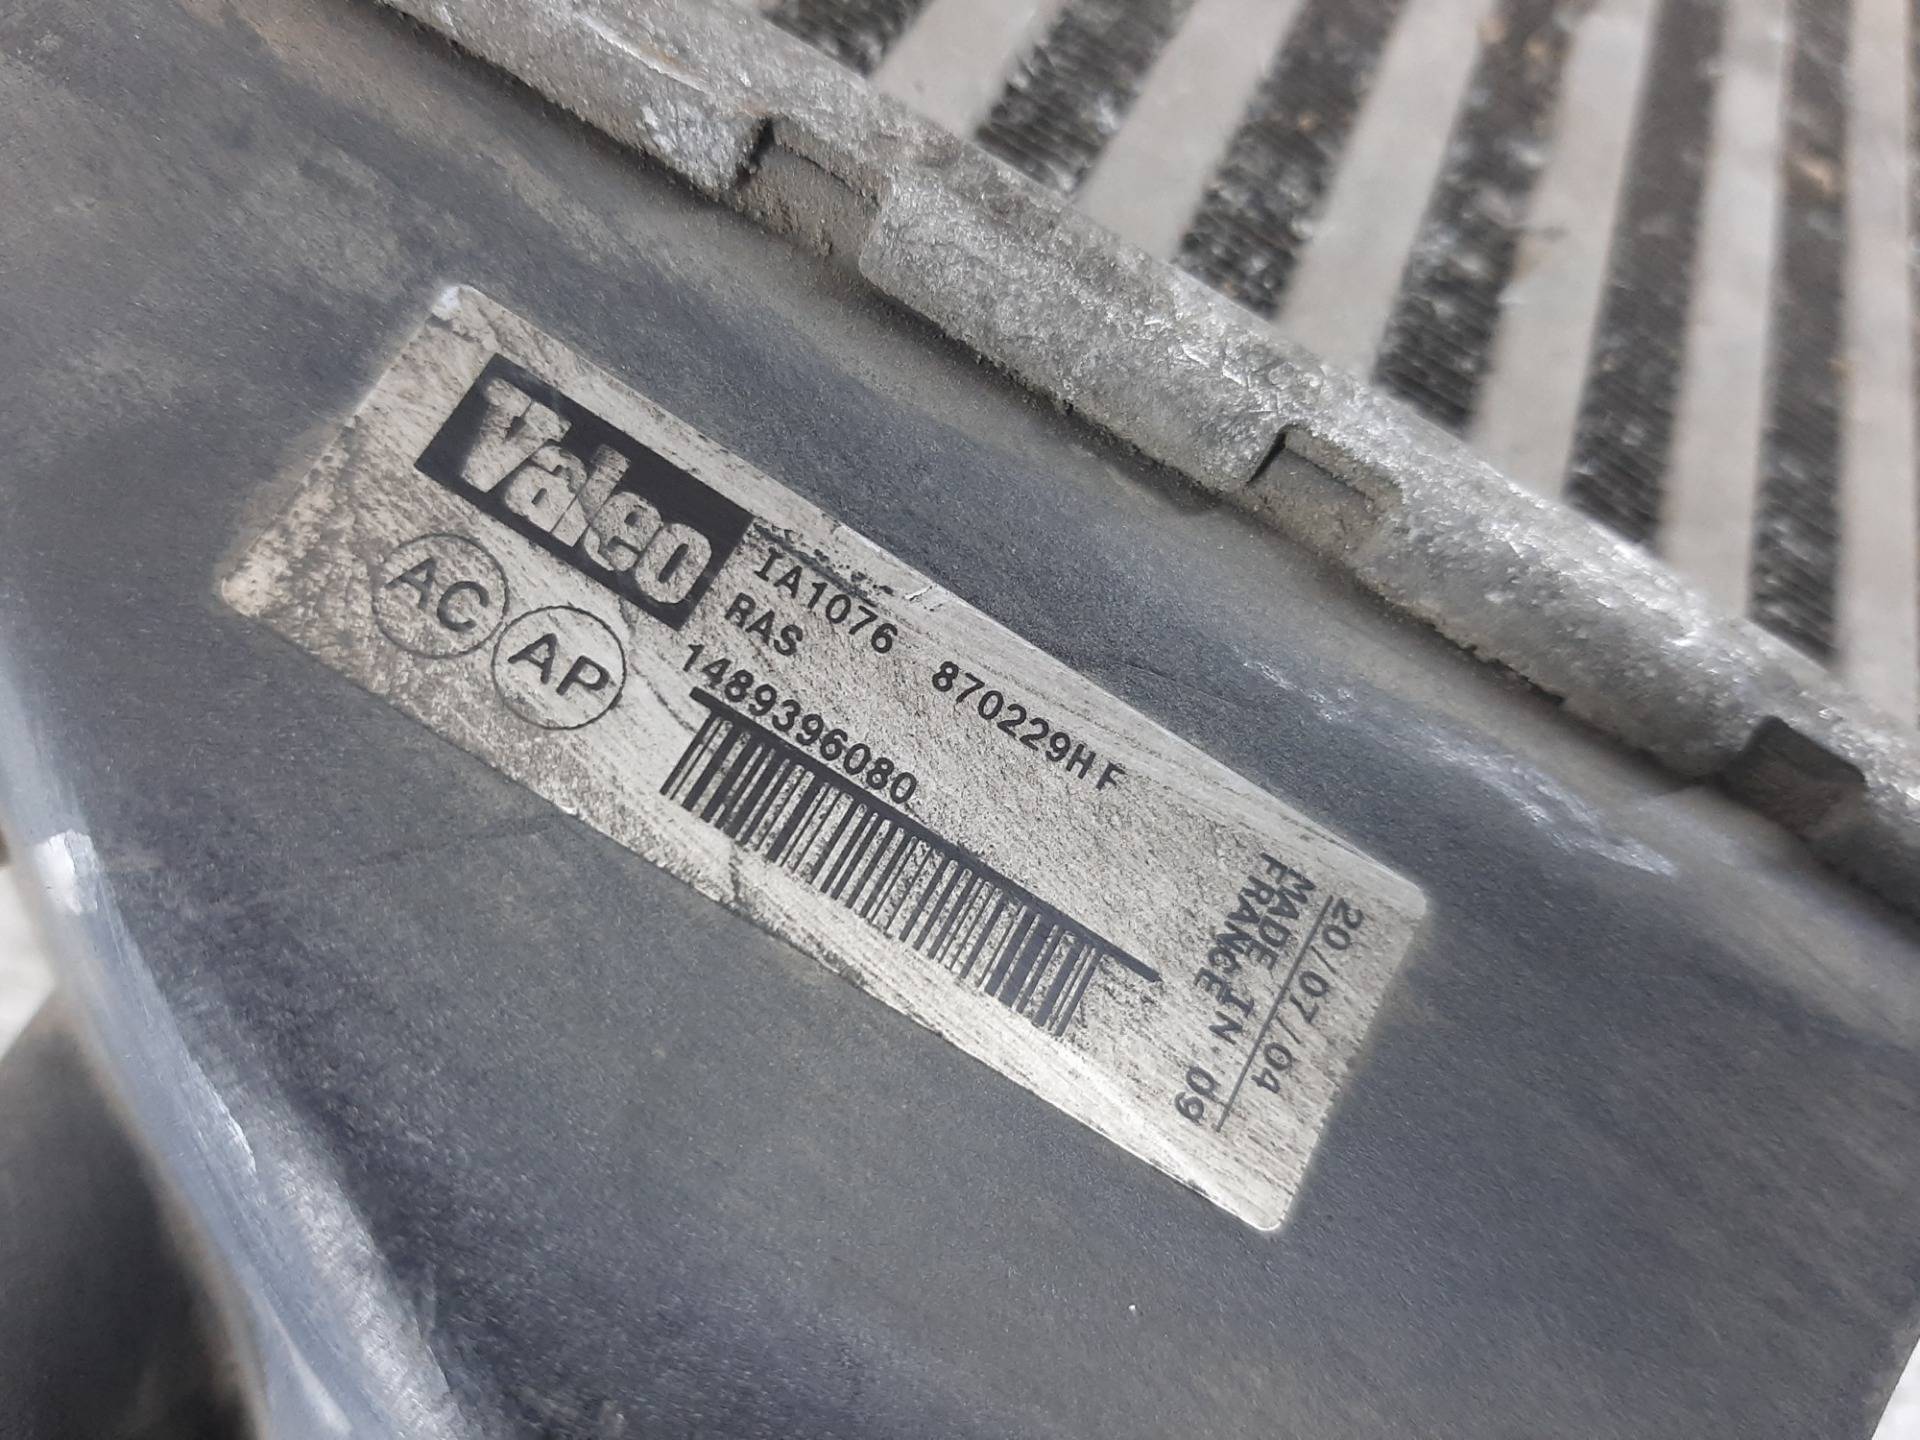 Valeo
IA1076 870229H F
RAS
1489396080
AC AP
20/07/04
MADE IN 09
FRANCE